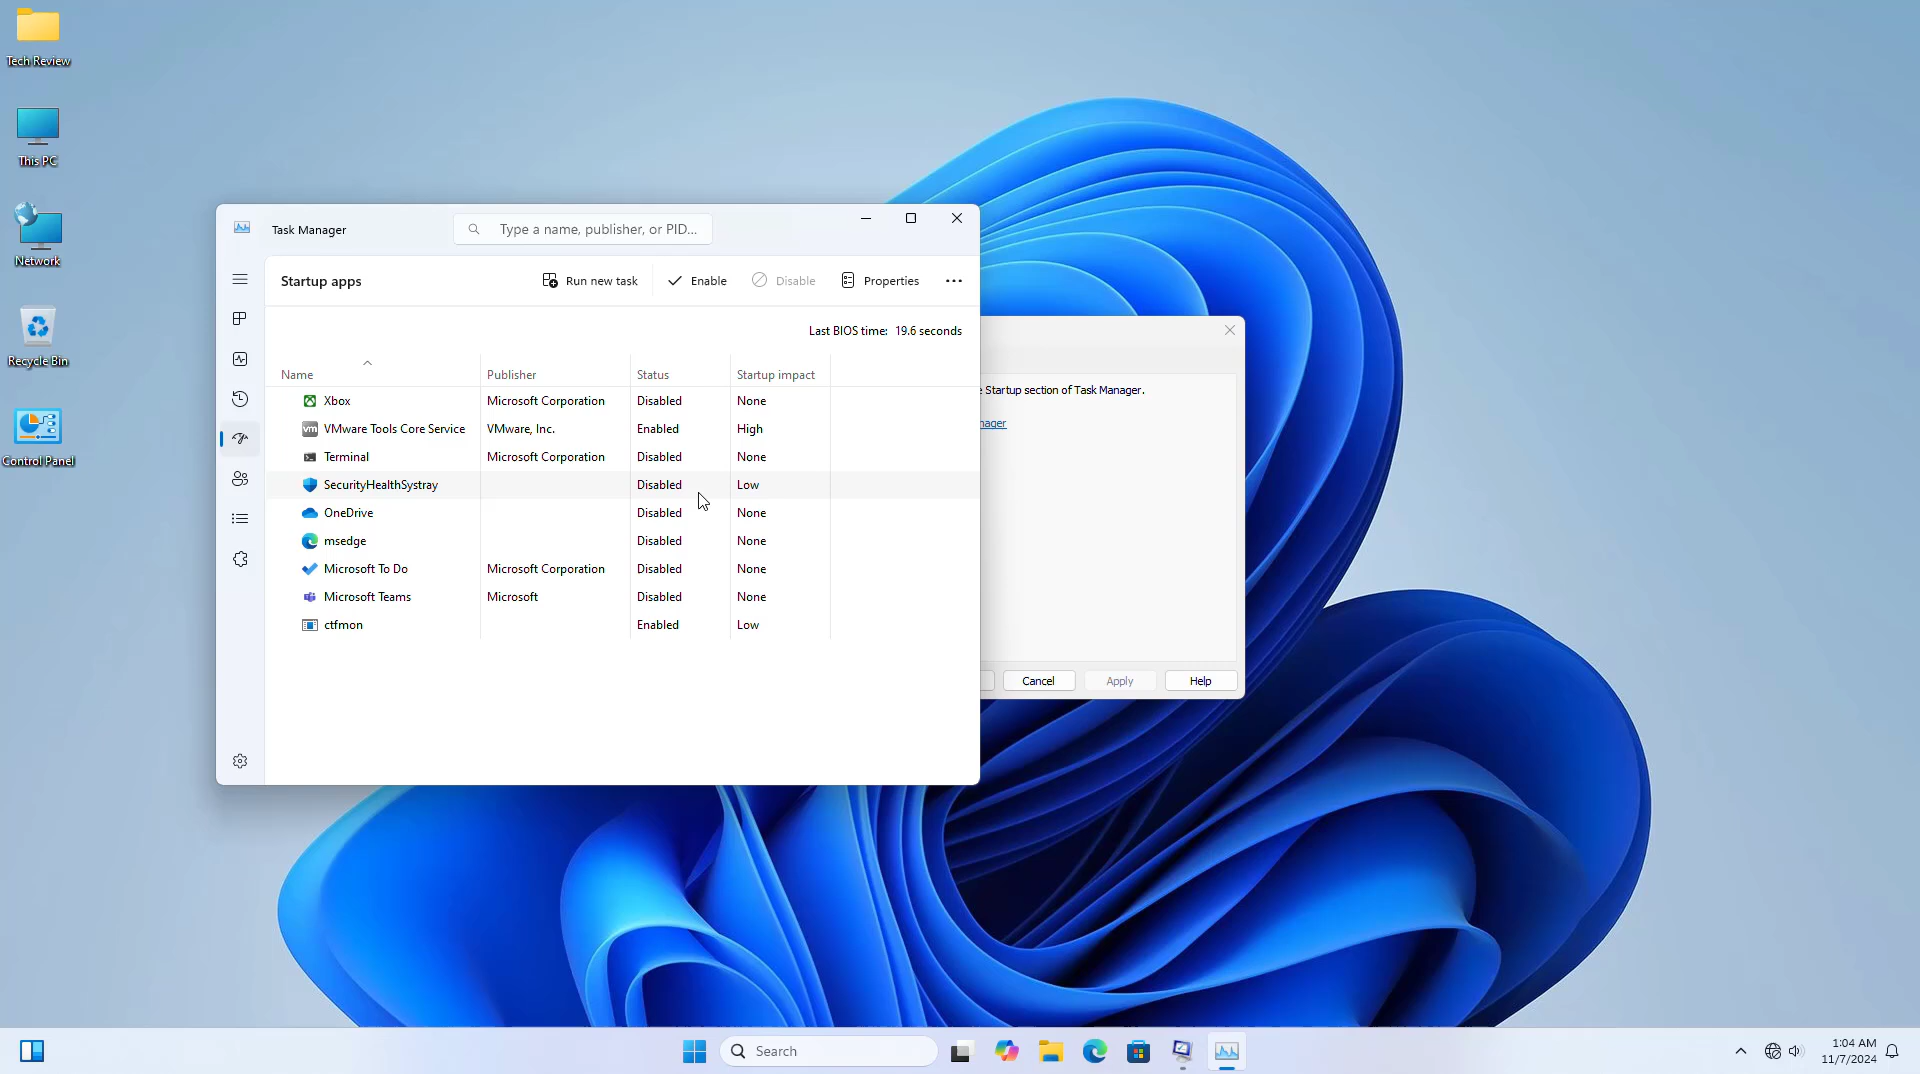 Tech Review
This PC
Network
Recycle Bin
Control Panel
Task Manager
Type a name, publisher, or PID...
Startup apps
Run new task
Enable
Disable
Properties
Last BIOS time: 19.6 seconds
Name Publisher Status Startup impact
Xbox Microsoft Corporation Disabled None
vm VMware Tools Core Service VMware, Inc. Enabled High
Terminal Microsoft Corporation Disabled None
SecurityHealthSystray Disabled Low
OneDrive Disabled None
msedge Disabled None
Microsoft To Do Microsoft Corporation Disabled None
Microsoft Teams Microsoft Disabled None
ctfmon Enabled Low
Startup section of Task Manager.
nager
Cancel
Apply
Help
Search
1:04 AM
11/7/2024